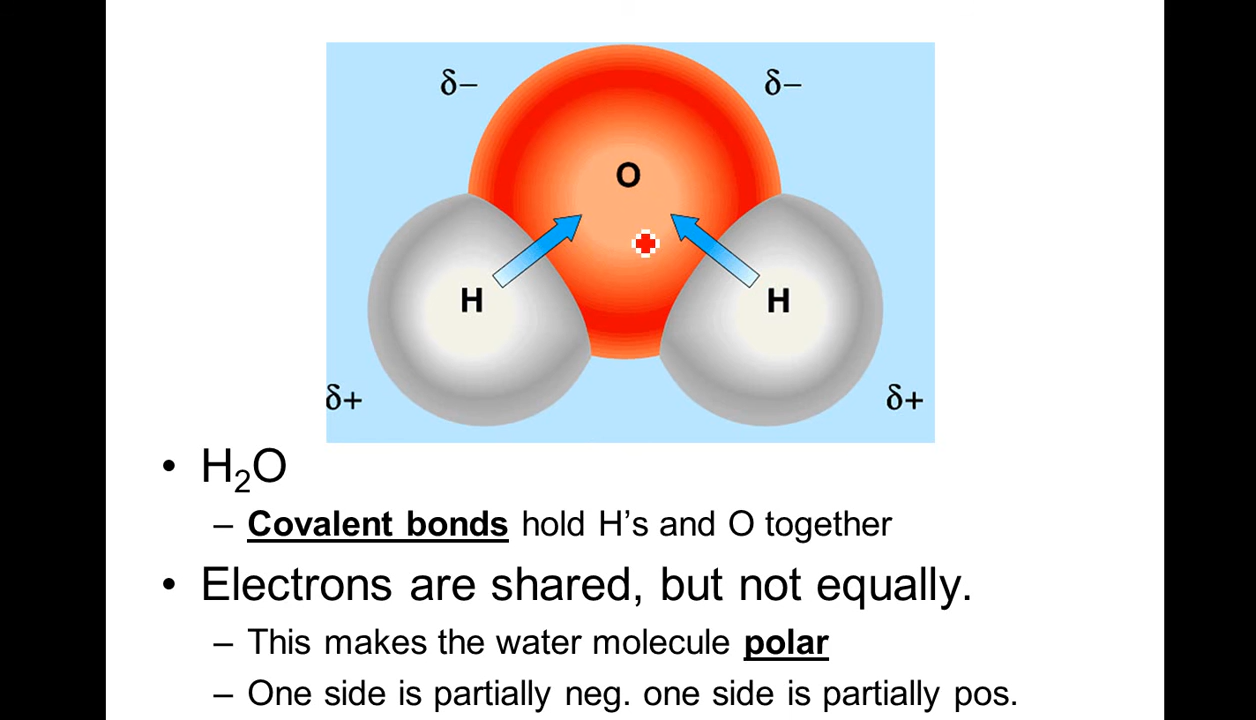 δ– δ–
O
H H
δ+ δ+
• H₂O
– Covalent bonds hold H’s and O together
• Electrons are shared, but not equally.
– This makes the water molecule polar
– One side is partially neg. one side is partially pos.